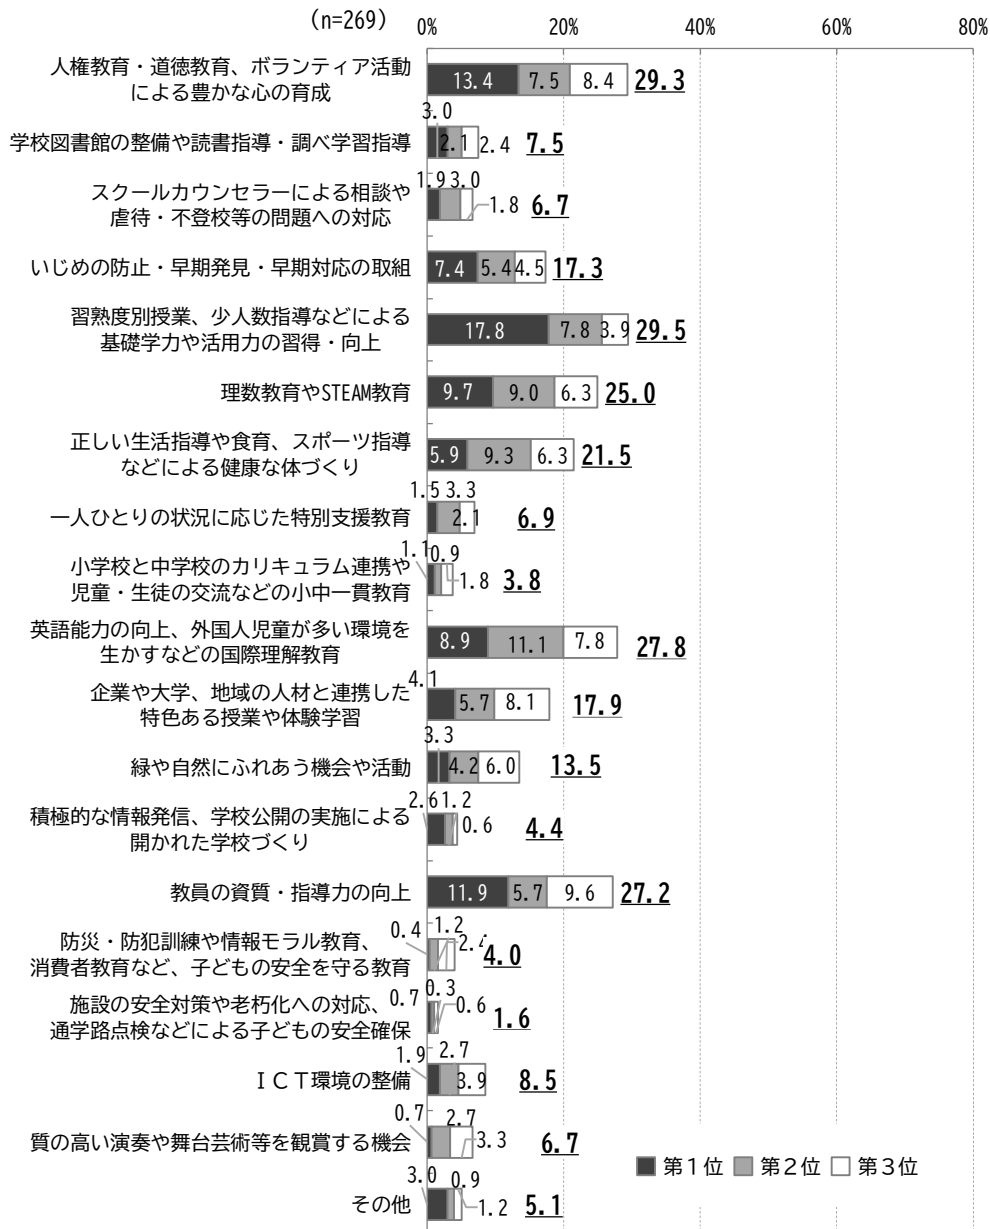 (n=269)
0% 20% 40% 60% 80%
人権教育・道徳教育、ボランティア活動
による豊かな心の育成
13.4 7.5 8.4 29.3
3.0
学校図書館の整備や読書指導・調べ学習指導
2.1 2.4 7.5
1.9 3.0
スクールカウンセラーによる相談や
虐待・不登校等の問題への対応
1.8 6.7
いじめの防止・早期発見・早期対応の取組
7.4 5.4 4.5 17.3
習熟度別授業、少人数指導などによる
基礎学力や活用力の習得・向上
17.8 7.8 3.9 29.5
理数教育やSTEAM教育
9.7 9.0 6.3 25.0
正しい生活指導や食育、スポーツ指導
などによる健康な体づくり
5.9 9.3 6.3 21.5
1.5 3.3
一人ひとりの状況に応じた特別支援教育
2.1 6.9
1.1 0.9
小学校と中学校のカリキュラム連携や
児童・生徒の交流などの小中一貫教育
1.8 3.8
英語能力の向上、外国人児童が多い環境を
生かすなどの国際理解教育
8.9 11.1 7.8 27.8
4.1
企業や大学、地域の人材と連携した
特色ある授業や体験学習
5.7 8.1 17.9
3.3
緑や自然にふれあう機会や活動
4.2 6.0 13.5
2.6 1.2
積極的な情報発信、学校公開の実施による
開かれた学校づくり
0.6 4.4
教員の資質・指導力の向上
11.9 5.7 9.6 27.2
0.4 1.2
防災・防犯訓練や情報モラル教育、
消費者教育など、子どもの安全を守る教育
2.4 4.0
0.7 0.3
施設の安全対策や老朽化への対応、
通学路点検などによる子どもの安全確保
0.6 1.6
1.9 2.7
ＩＣＴ環境の整備
3.9 8.5
0.7 2.7
質の高い演奏や舞台芸術等を観賞する機会
3.3 6.7
3.0 0.9
その他
1.2 5.1
第１位 第２位 第３位